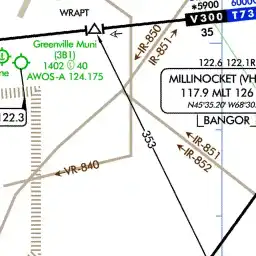 WRAPT
*5900
6000
V300
T73
35
IR-850
IR-851
Greenville Muni
(3B1)
1402 Ⓛ 40
AWOS-A 124.175
122.6 122.1R
MILLINOCKET (VH
117.9 MLT 126
N45°35.20' W68°30.
BANGOR
122.3
353
IR-851
IR-852
VR-840